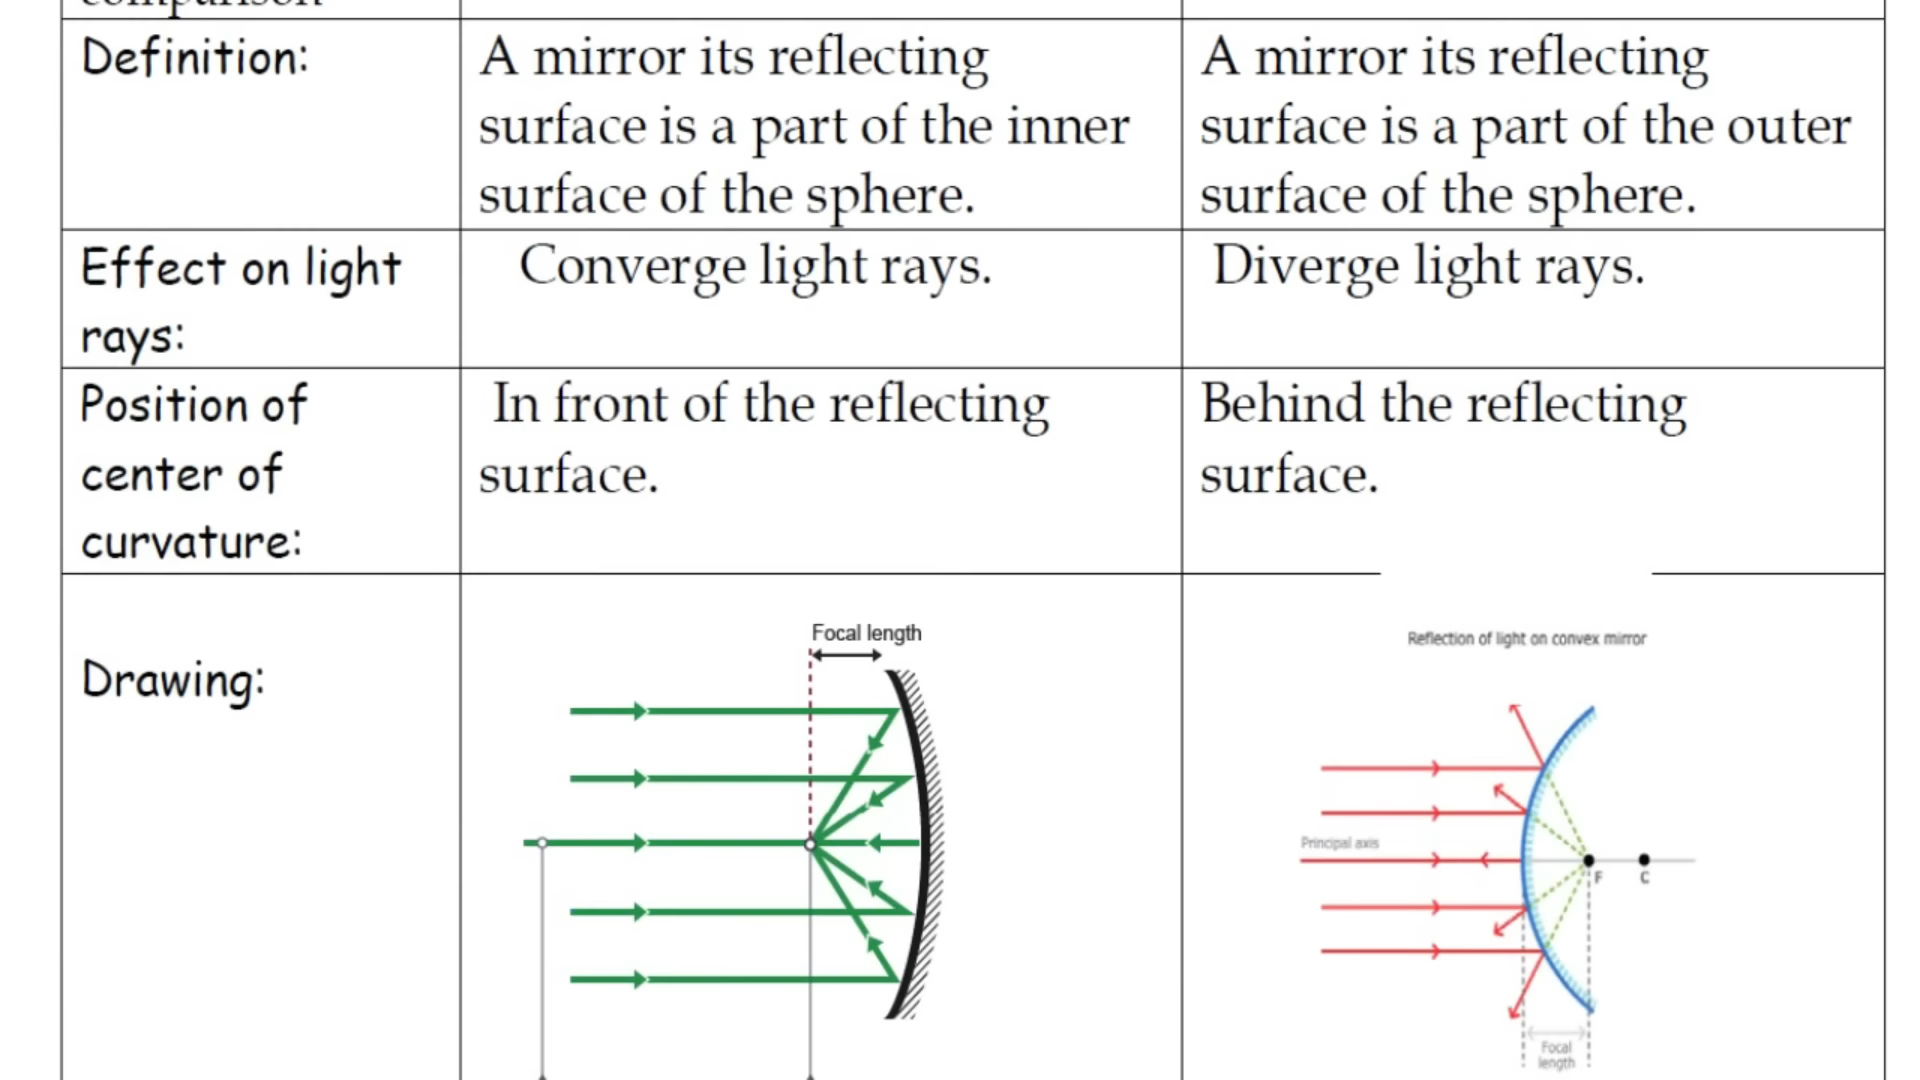 comparison
Definition:
A mirror its reflecting
surface is a part of the inner
surface of the sphere.
A mirror its reflecting
surface is a part of the outer
surface of the sphere.
Effect on light
rays:
Converge light rays.
Diverge light rays.
Position of
center of
curvature:
In front of the reflecting
surface.
Behind the reflecting
surface.
Drawing:
Focal length
Reflection of light on convex mirror
Principal axis
F
C
Focal
length